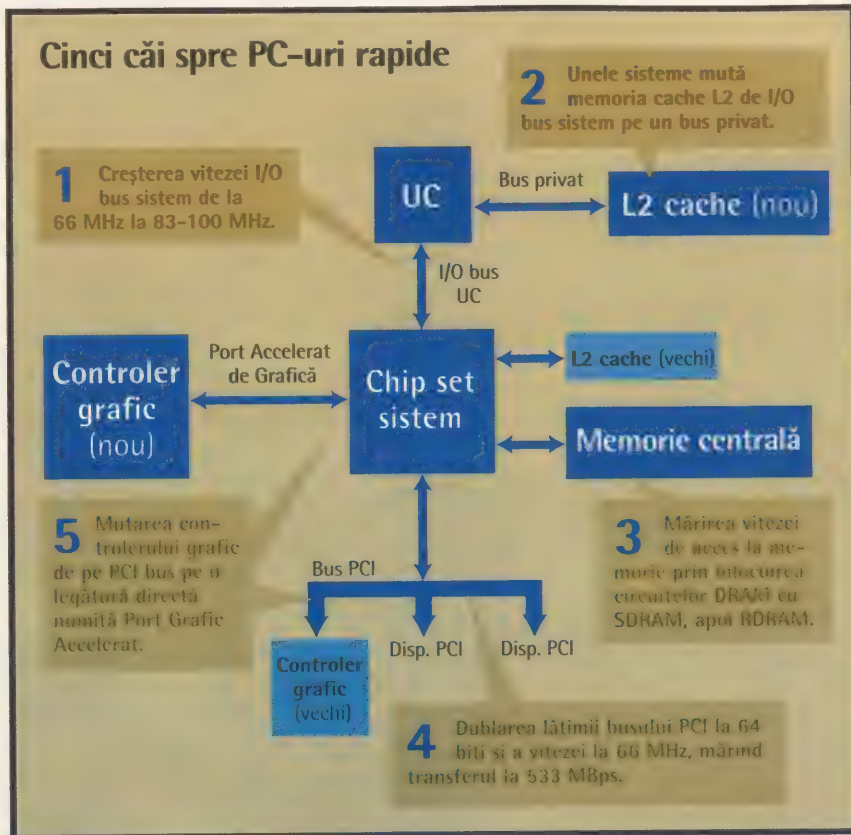 Cinci căi spre PC-uri rapide
2 Unele sisteme mută
memoria cache L2 de I/O
bus sistem pe un bus privat.
1 Creșterea vitezei I/O
bus sistem de la
66 MHz la 83-100 MHz.
UC
Bus privat
L2 cache (nou)
I/O bus
UC
Controler
grafic
(nou)
Port Accelerat
de Grafică
Chip set
sistem
L2 cache (vechi)
Memorie centrală
5 Mutarea con-
trolerului grafic
de pe PCI bus pe o
legătură directă
numită Port Grafic
Accelerat.
3 Mărirea vitezei
de acces la me-
morie prin înlocuirea
circuitelor DRAM cu
SDRAM, apoi RDRAM.
Bus PCI
Controler
grafic
(vechi)
Disp. PCI
Disp. PCI
4 Dublarea lățimii busului PCI la 64
biți și a vitezei la 66 MHz, mărind
transferul la 533 MBps.